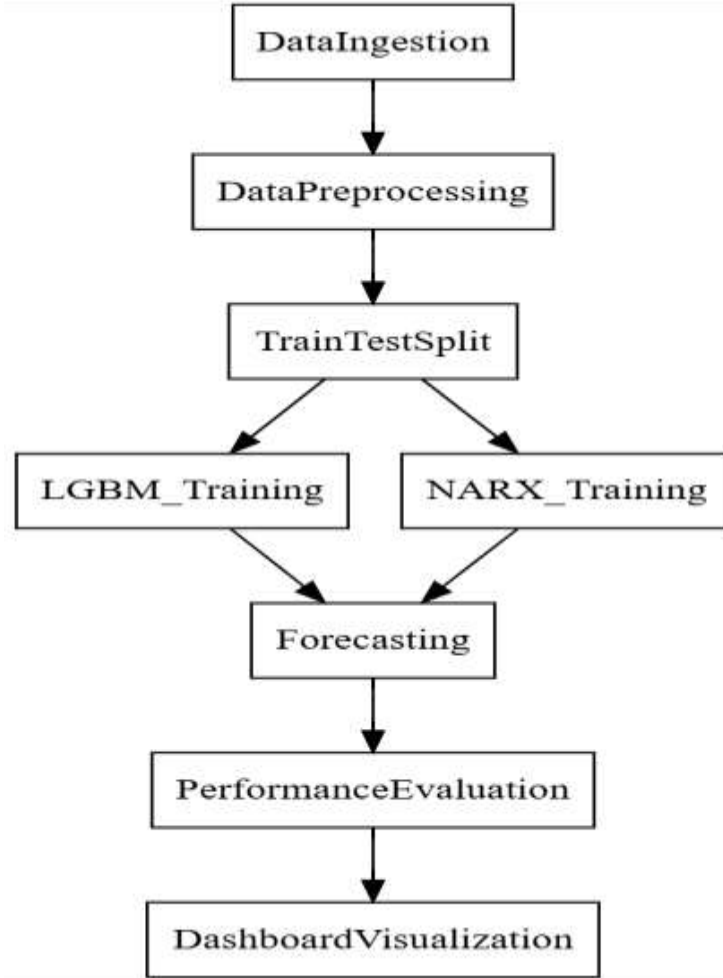 DataIngestion
DataPreprocessing
TrainTestSplit
LGBM_Training
NARX_Training
Forecasting
PerformanceEvaluation
DashboardVisualization